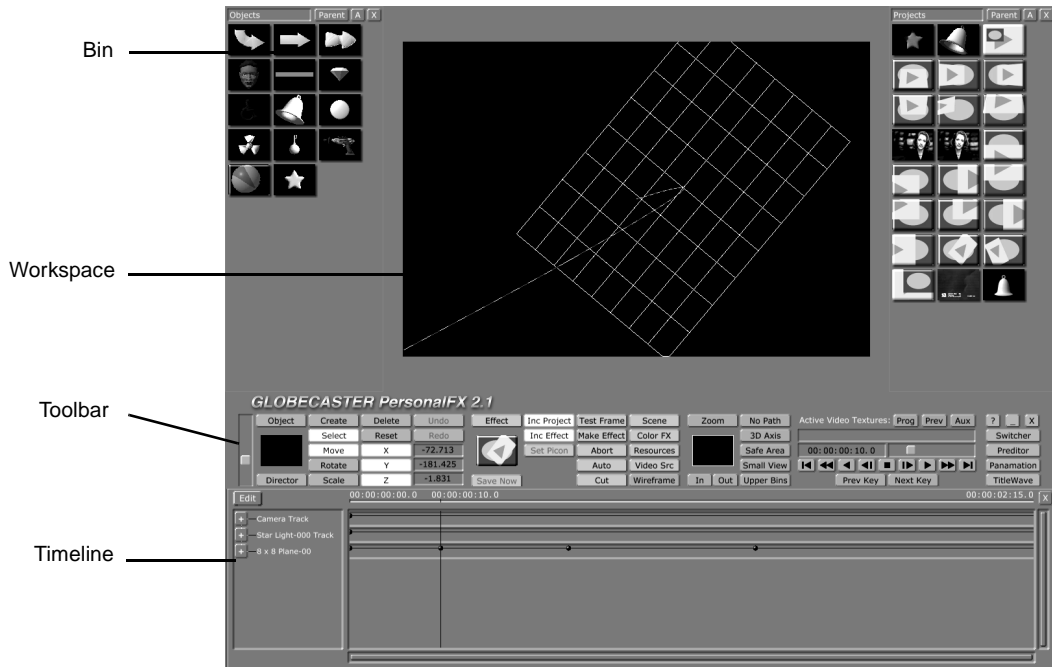 Objects Parent A X
Projects Parent A X
Bin
Workspace
Toolbar
Timeline
GLOBECASTER PersonalFX 2.1
Object Create Delete Undo Effect Inc Project Test Frame Scene Zoom No Path Active Video Textures: Prog Prev Aux ? _ X
Select Reset Redo Inc Effect Make Effect Color FX 3D Axis Switcher
Move X -72.713 Set Picon Abort Resources Safe Area 00:00:00:10.0 Preditor
Rotate Y -181.425 Auto Video Src Small View Panamation
Director Scale Z -1.831 Save Now Cut Wireframe In Out Upper Bins Prev Key Next Key TitleWave
Edit 00:00:00:00.0 00:00:00:10.0 00:00:02:15.0 X
+ Camera Track
+ Star Light-000 Track
+ 8 x 8 Plane-00